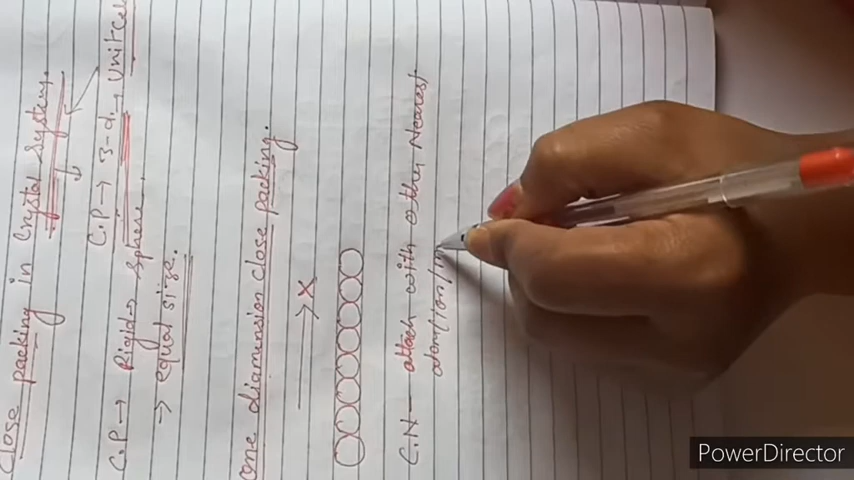 Close packing in Crystal System.
C.P → 3-d. → Unit Cell
C.P → Rigid → Sphere.
→ equal size.
One diamension close packing.
→ X
C.N — attach with other Nearest
atom/ion/m
PowerDirector